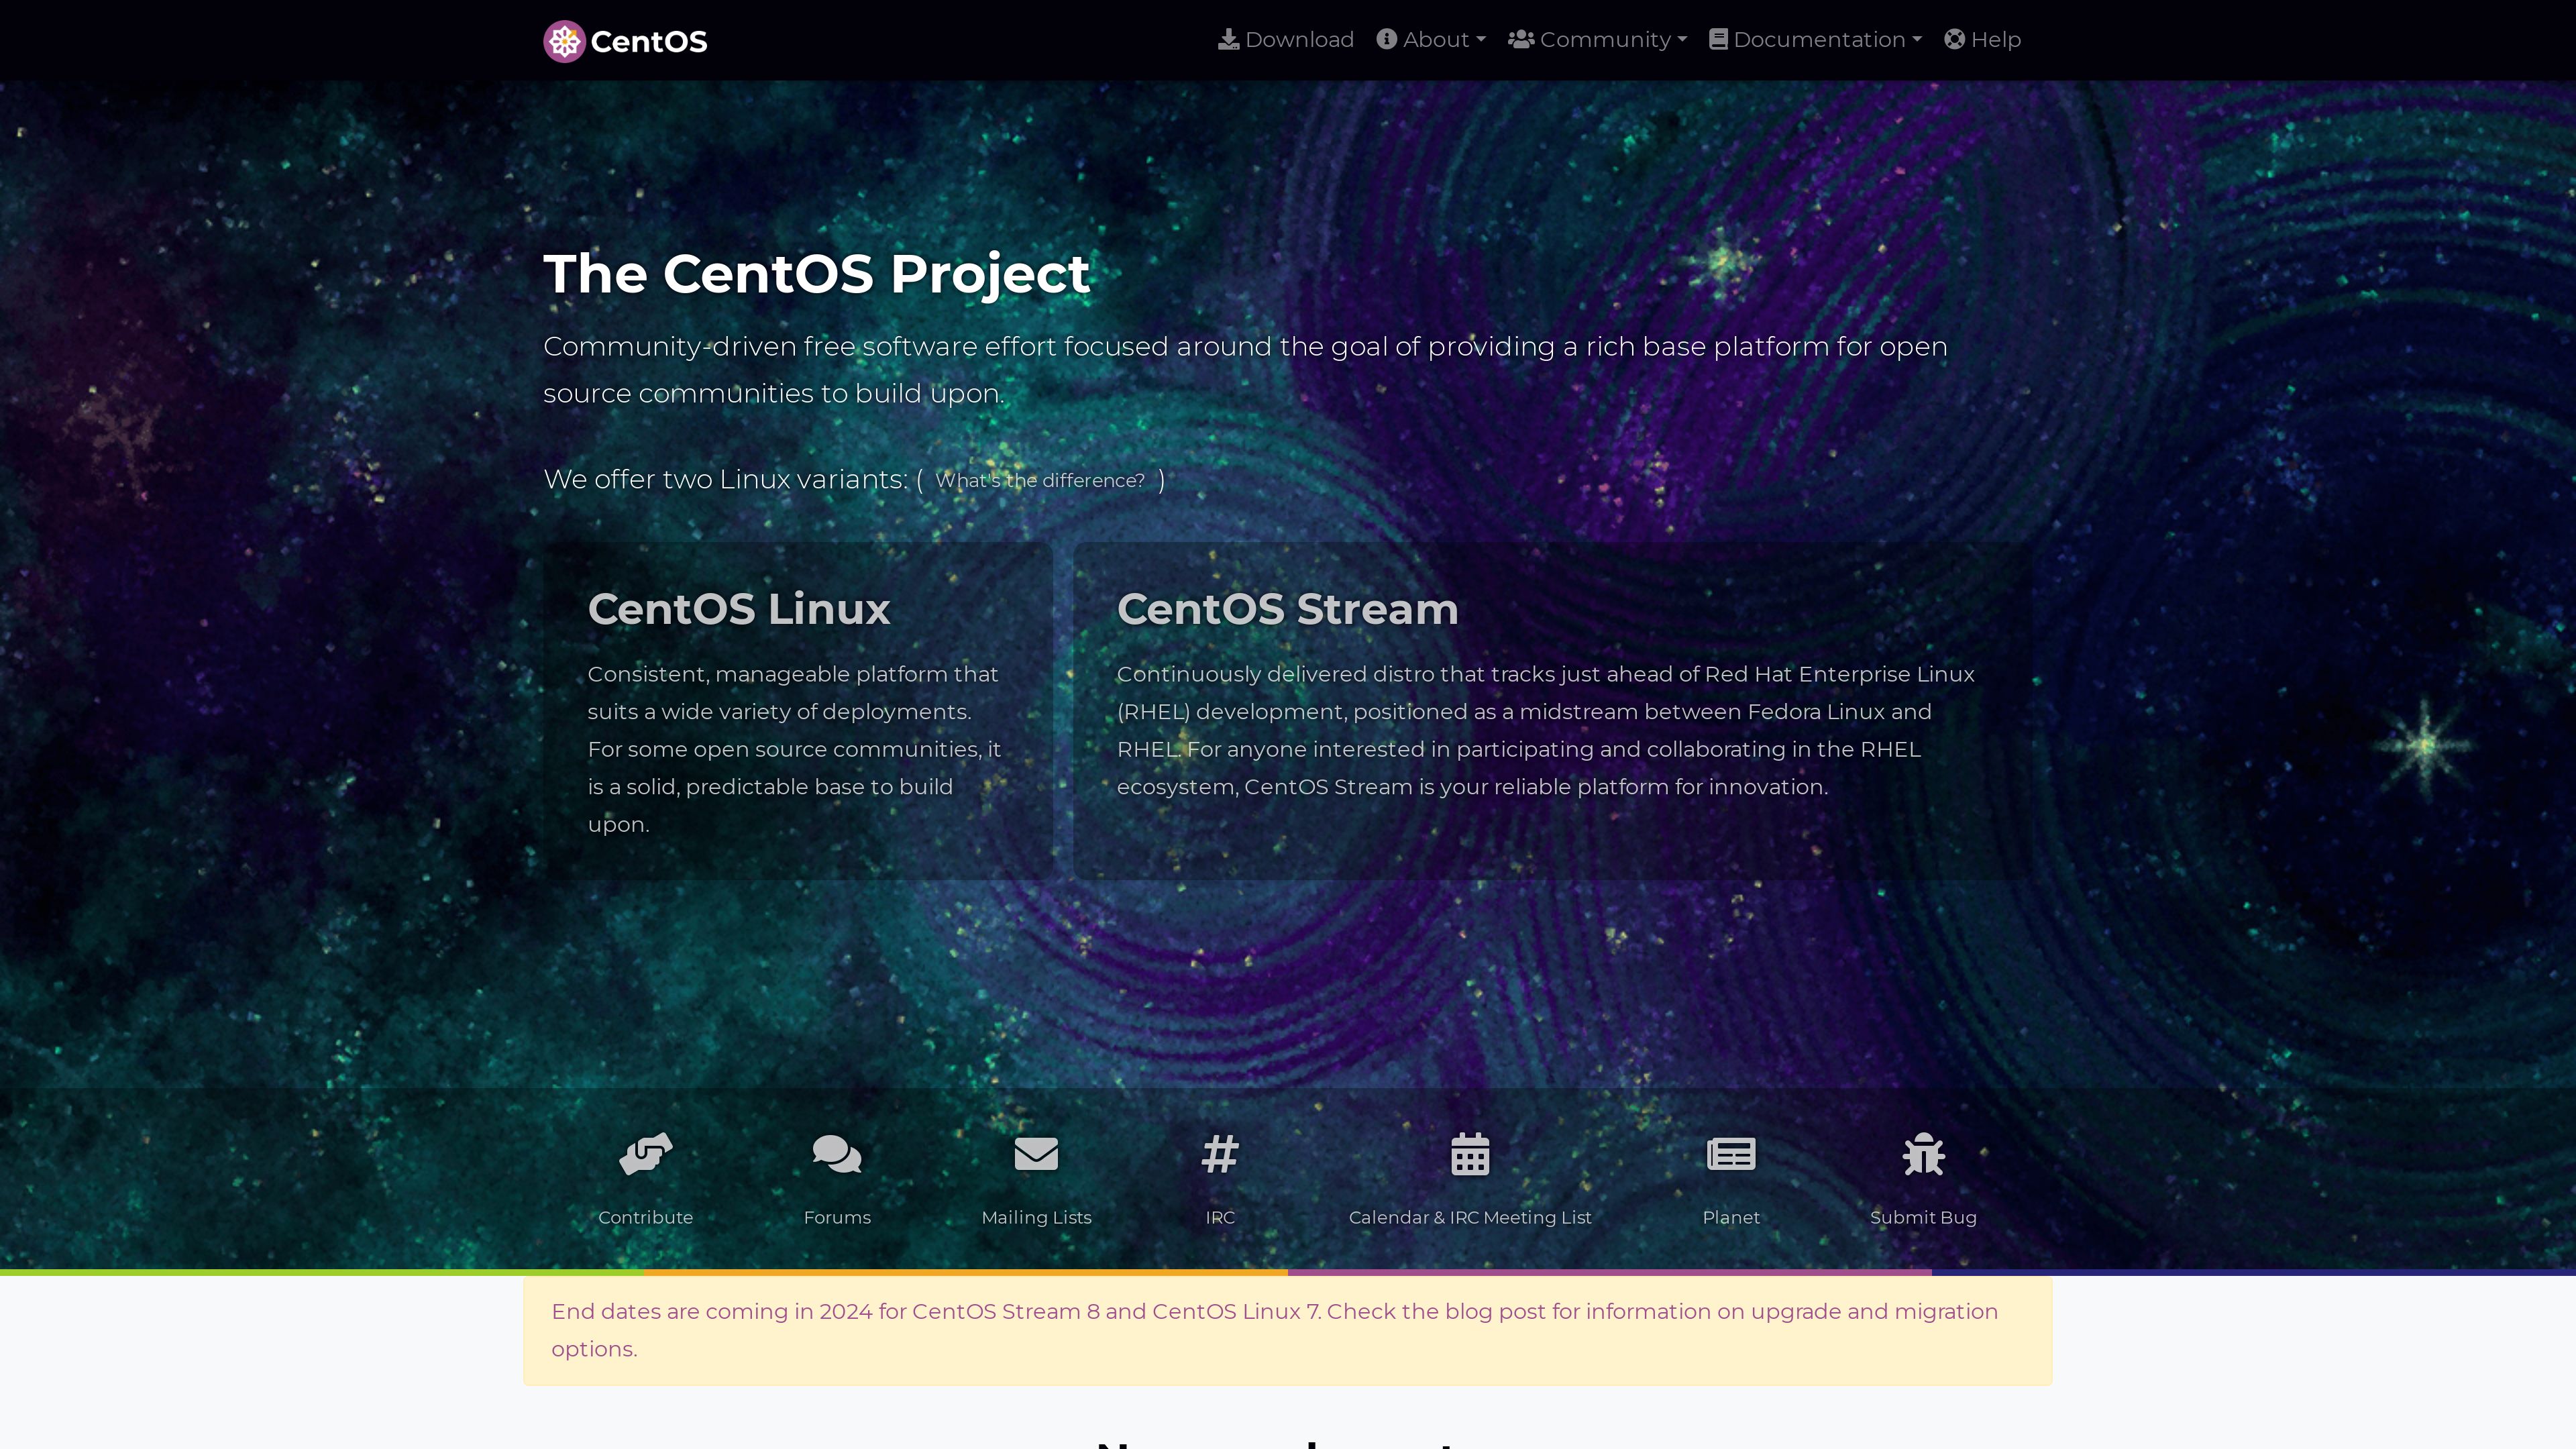 CentOS
Download About Community Documentation Help
The CentOS Project
Community-driven free software effort focused around the goal of providing a rich base platform for open
source communities to build upon.
We offer two Linux variants: ( What's the difference? )
CentOS Linux
Consistent, manageable platform that
suits a wide variety of deployments.
For some open source communities, it
is a solid, predictable base to build
upon.
CentOS Stream
Continuously delivered distro that tracks just ahead of Red Hat Enterprise Linux
(RHEL) development, positioned as a midstream between Fedora Linux and
RHEL. For anyone interested in participating and collaborating in the RHEL
ecosystem, CentOS Stream is your reliable platform for innovation.
Contribute
Forums
Mailing Lists
IRC
Calendar & IRC Meeting List
Planet
Submit Bug
End dates are coming in 2024 for CentOS Stream 8 and CentOS Linux 7. Check the blog post for information on upgrade and migration
options.